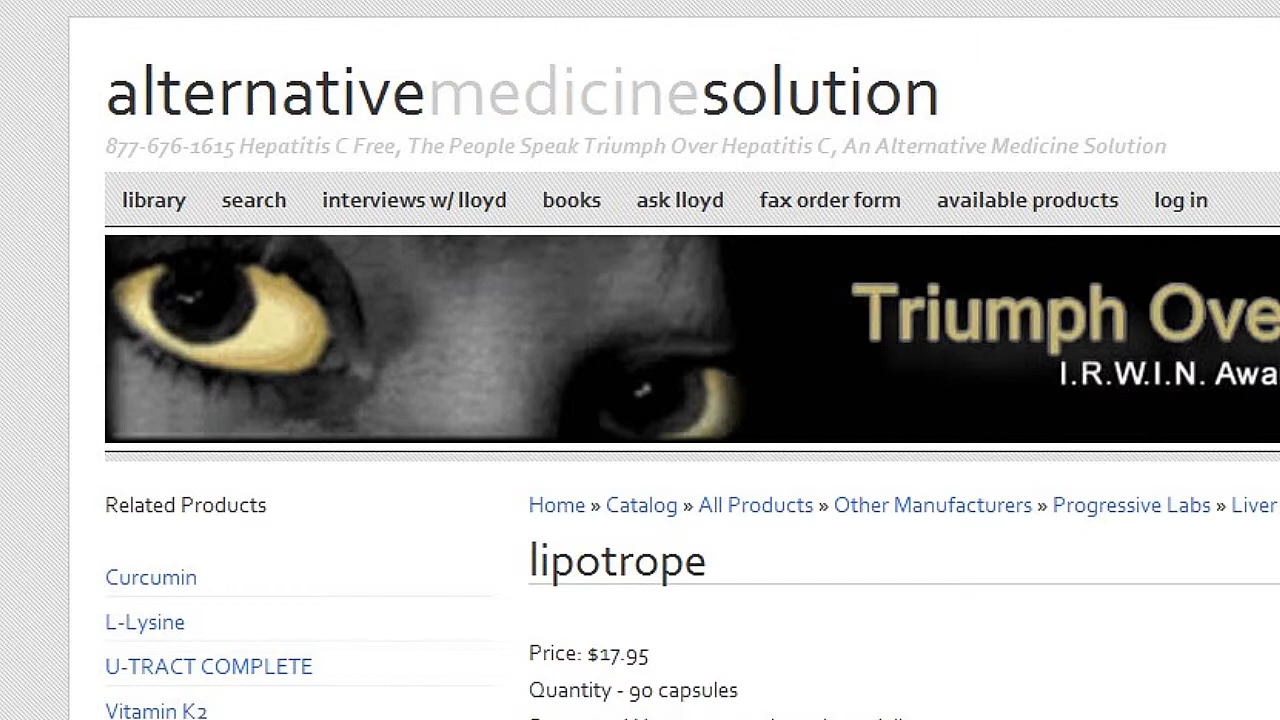 alternativemedicinesolution
877-676-1615 Hepatitis C Free, The People Speak Triumph Over Hepatitis C, An Alternative Medicine Solution
library search interviews w/ lloyd books ask lloyd fax order form available products log in
Triumph Ove
I.R.W.I.N. Awa
Related Products
Curcumin
L-Lysine
U-TRACT COMPLETE
Vitamin K2
Home » Catalog » All Products » Other Manufacturers » Progressive Labs » Liver
lipotrope
Price: $17.95
Quantity - 90 capsules